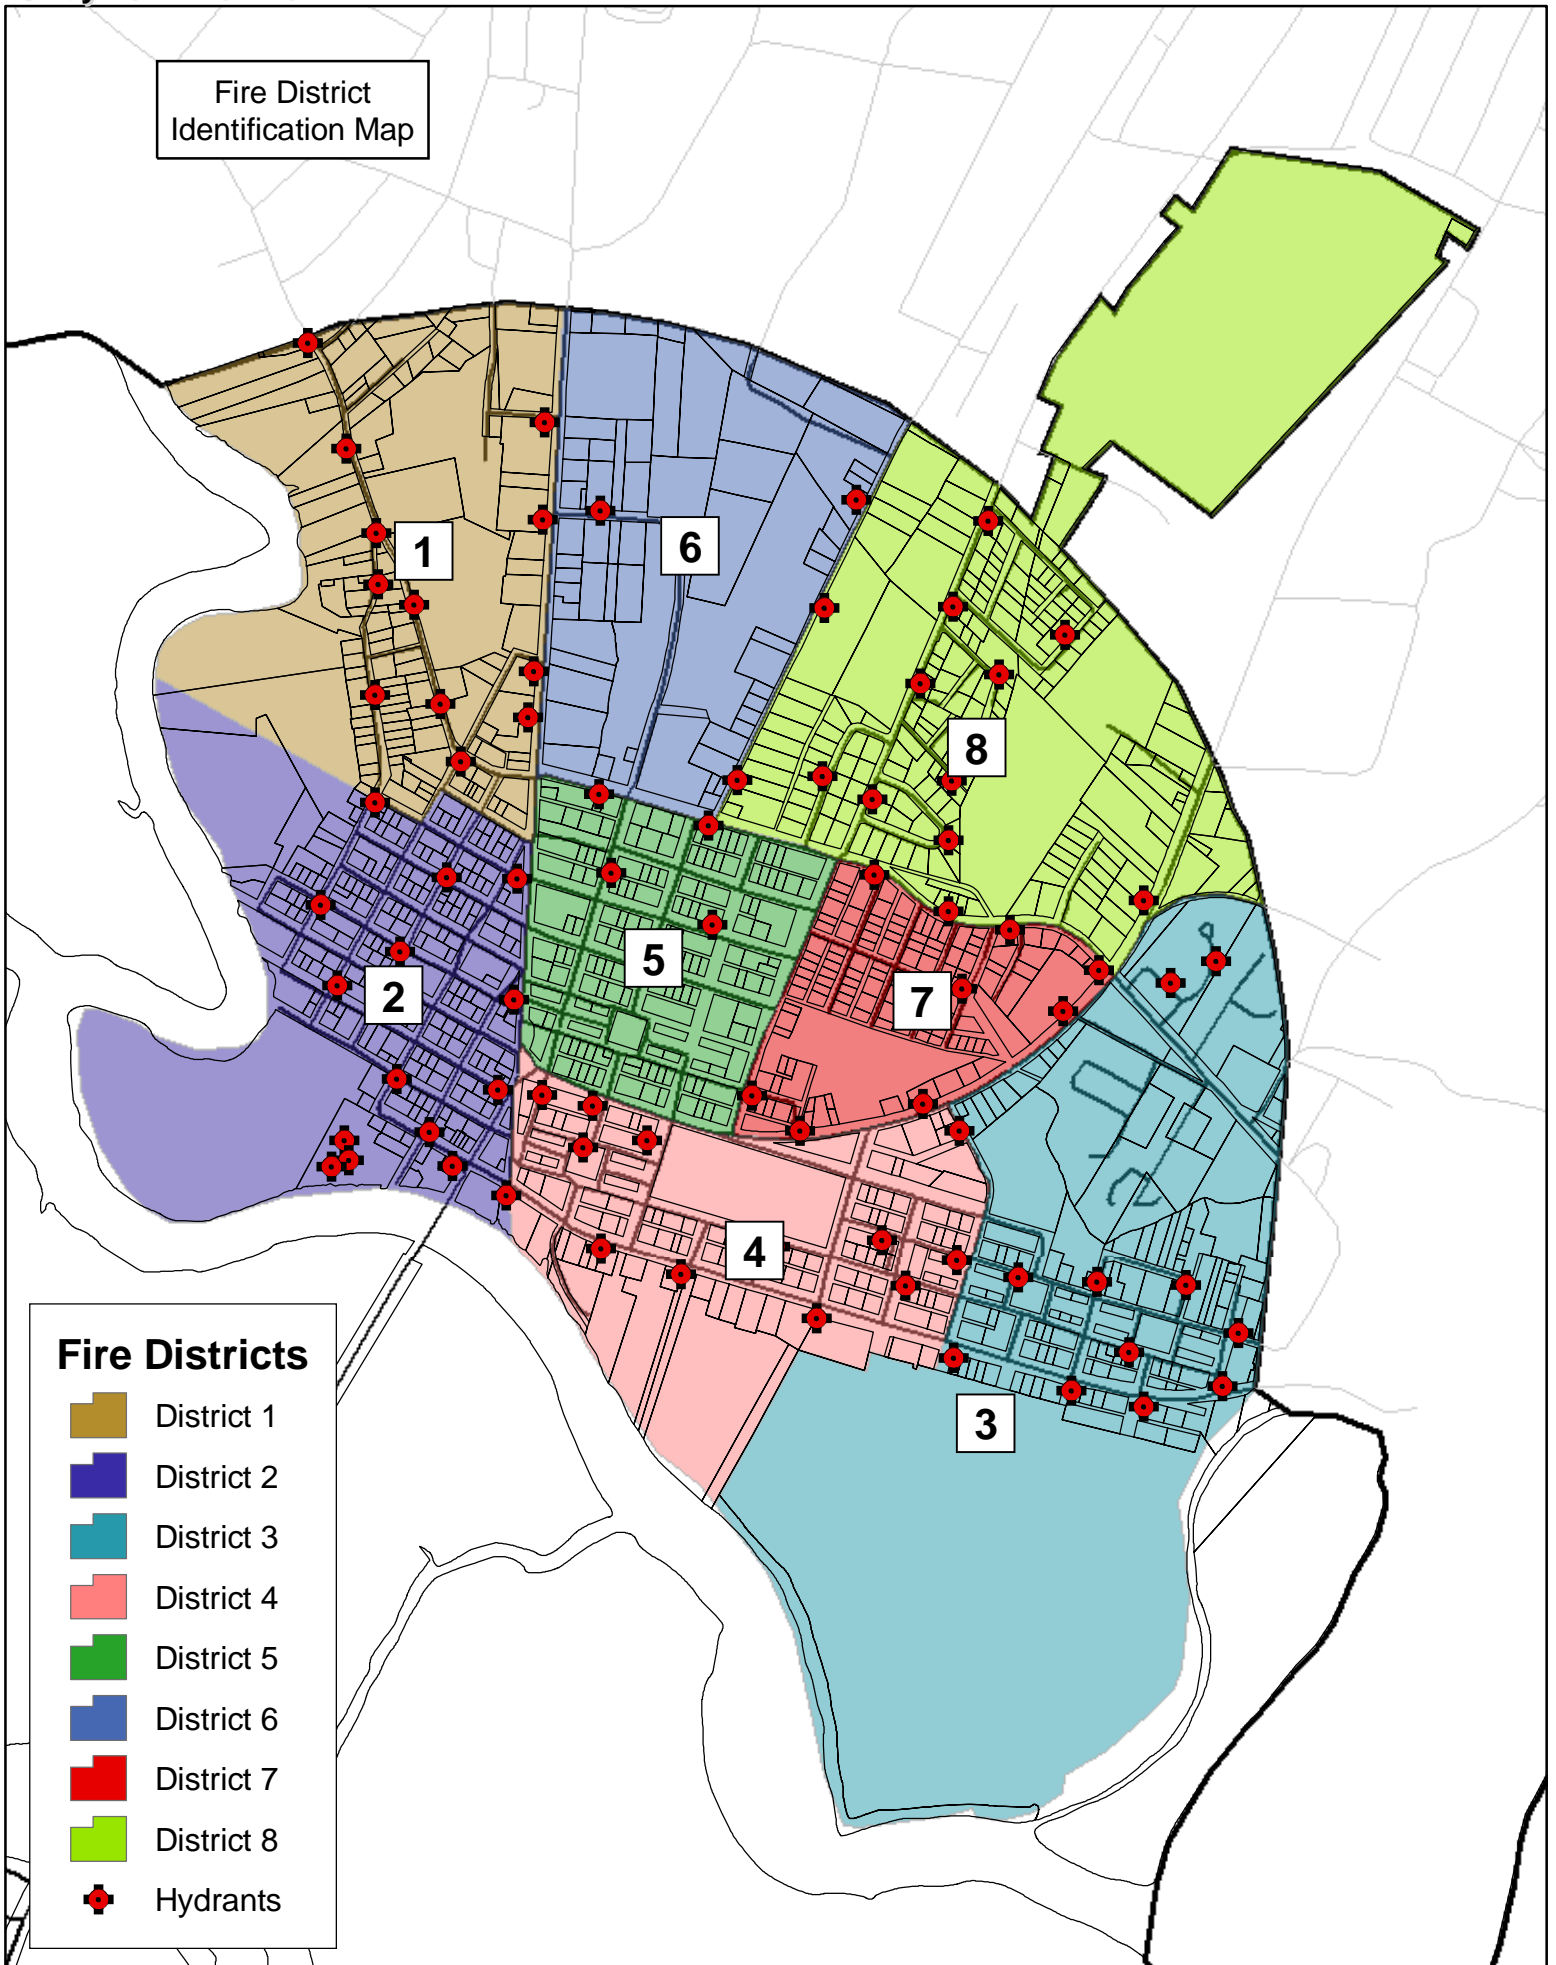 Fire District
Identification Map
1
6
8
5
2
7
4
3
Fire Districts
District 1
District 2
District 3
District 4
District 5
District 6
District 7
District 8
Hydrants